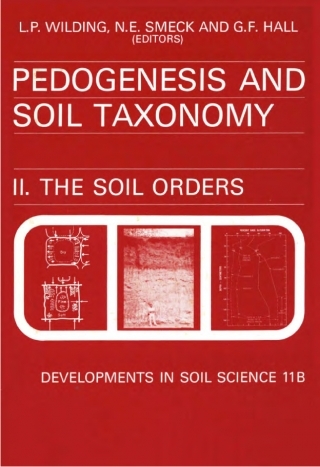 L.P. WILDING, N.E. SMECK AND G.F. HALL
(EDITORS)
PEDOGENESIS AND
SOIL TAXONOMY
II. THE SOIL ORDERS
DEVELOPMENTS IN SOIL SCIENCE 11B